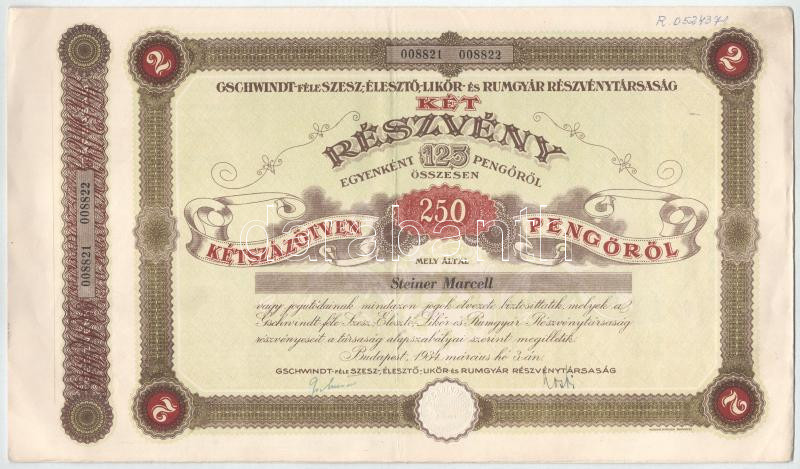 R. 0524371
2
2
008821 008822
GSCHWINDT-FÉLE SZESZ-, ÉLESZTŐ-, LIKŐR- ÉS RUMGYÁR RÉSZVÉNYTÁRSASÁG
KÉT
RÉSZVÉNY
EGYENKÉNT 125 PENGŐRŐL
ÖSSZESEN
KÉTSZÁZÖTVEN 250 PENGŐRŐL
darabanth
008821 008822
MELY ÁLTAL
Steiner Marcell
vagy jogutódainak mindazon jogok élvezete biztosíttatik, melyek a
Gschwindt-féle Szesz-, Élesztő-, Likőr- és Rumgyár Részvénytársaság
részvényeseit a társaság alapszabályai szerint megilletik.
Budapest, 1934. március hó 3-án.
GSCHWINDT-FÉLE SZESZ-, ÉLESZTŐ-, LIKŐR- ÉS RUMGYÁR RÉSZVÉNYTÁRSASÁG
2
2